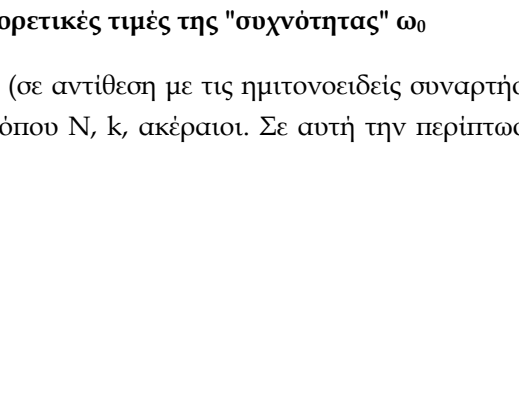 ορετικές τιμές της "συχνότητας" ω₀
(σε αντίθεση με τις ημιτονοειδείς συναρτήσ
όπου N, k, ακέραιοι. Σε αυτή την περίπτωσ